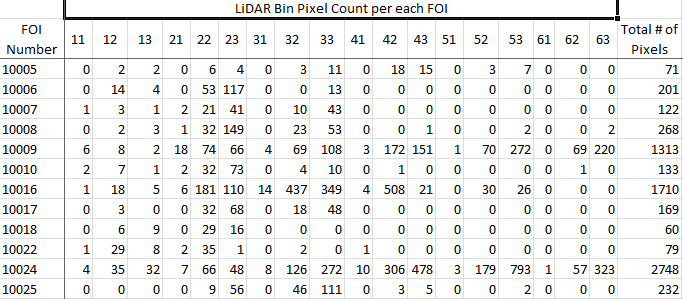 LiDAR Bin Pixel Count per each FOI
FOI Number 11 12 13 21 22 23 31 32 33 41 42 43 51 52 53 61 62 63 Total # of Pixels
10005 0 2 2 0 6 4 0 3 11 0 18 15 0 3 7 0 0 0 71
10006 0 14 4 0 53 117 0 0 13 0 0 0 0 0 0 0 0 0 201
10007 1 3 1 2 21 41 0 10 43 0 0 0 0 0 0 0 0 0 122
10008 0 2 3 1 32 149 0 23 53 0 0 1 0 0 2 0 0 2 268
10009 6 8 2 18 74 66 4 69 108 3 172 151 1 70 272 0 69 220 1313
10010 2 7 1 2 32 73 0 4 10 0 1 0 0 0 0 0 1 0 133
10016 1 18 5 6 181 110 14 437 349 4 508 21 0 30 26 0 0 0 1710
10017 0 3 0 0 32 68 0 18 48 0 0 0 0 0 0 0 0 0 169
10018 0 6 9 0 29 16 0 0 0 0 0 0 0 0 0 0 0 0 60
10022 1 29 8 2 35 1 0 2 0 1 0 0 0 0 0 0 0 0 79
10024 4 35 32 7 66 48 8 126 272 10 306 478 3 179 793 1 57 323 2748
10025 0 0 0 0 9 56 0 46 111 0 3 5 0 0 2 0 0 0 232